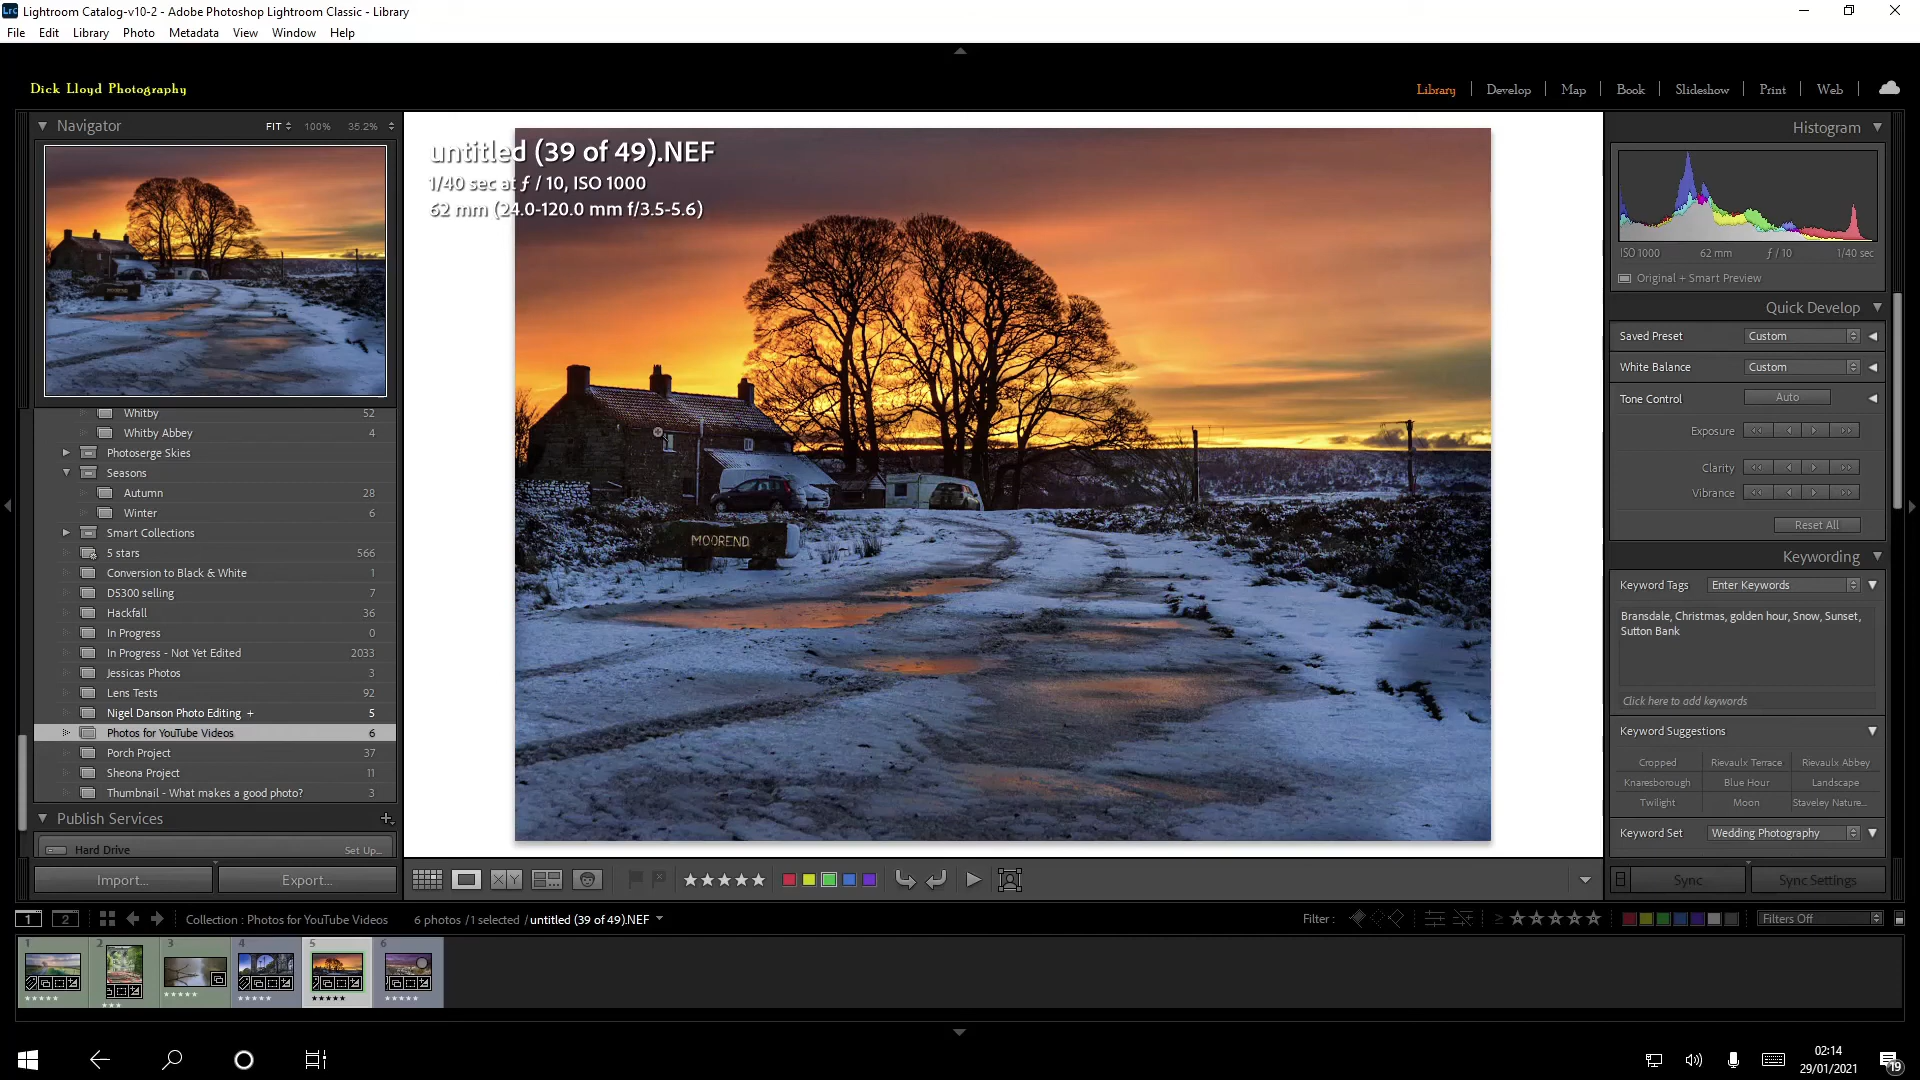 Lightroom Catalog-v10-2 - Adobe Photoshop Lightroom Classic - Library
File Edit Library Photo Metadata View Window Help
Dick Lloyd Photography
Library Develop Map Book Slideshow Print Web
Navigator FIT 100% 35.2%
Histogram
untitled (39 of 49).NEF
1/40 sec at ƒ / 10, ISO 1000
62 mm (24.0-120.0 mm f/3.5-5.6)
MOOREND
ISO 1000 62 mm ƒ / 10 1/40 sec
Original + Smart Preview
Quick Develop
Saved Preset Custom
White Balance Custom
Tone Control Auto
Exposure
Clarity
Vibrance
Reset All
Keywording
Keyword Tags Enter Keywords
Bransdale, Christmas, golden hour, Snow, Sunset,
Sutton Bank
Click here to add keywords
Keyword Suggestions
Cropped Rievaulx Terrace Rievaulx Abbey
Knaresborough Blue Hour Landscape
Twilight Moon Staveley Nature...
Keyword Set Wedding Photography
Whitby 52
Whitby Abbey 4
Photoserge Skies
Seasons
Autumn 28
Winter 6
Smart Collections
5 stars 566
Conversion to Black & White 1
D5300 selling 7
Hackfall 36
In Progress 0
In Progress - Not Yet Edited 2033
Jessicas Photos 3
Lens Tests 92
Nigel Danson Photo Editing + 5
Photos for YouTube Videos 6
Porch Project 37
Sheona Project 11
Thumbnail - What makes a good photo? 3
Publish Services
Hard Drive Set Up...
Import... Export...
X Y
Sync Sync Settings
1 2 Collection : Photos for YouTube Videos 6 photos / 1 selected / untitled (39 of 49).NEF
Filter : Filters Off
1 2 3 4 5 6
02:14
29/01/2021
19